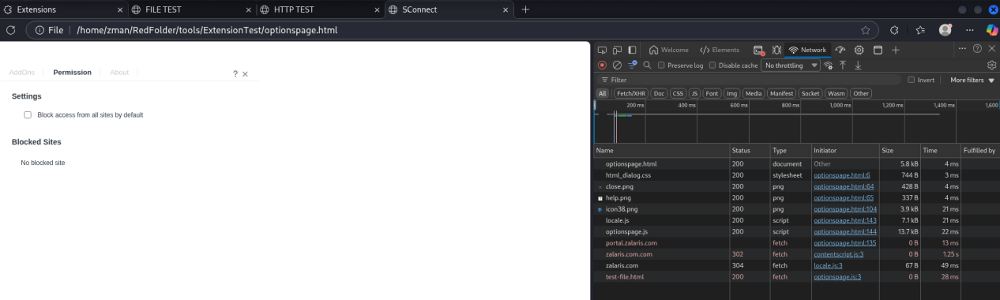 Extensions
FILE TEST
HTTP TEST
SConnect
File | /home/zman/RedFolder/tools/ExtensionTest/optionspage.html
AddOns Permission About ?
Settings
Block access from all sites by default
Blocked Sites
No blocked site
Welcome Elements Network
Preserve log Disable cache No throttling
Filter Invert More filters
All Fetch/XHR Doc CSS JS Font Img Media Manifest Socket Wasm Other
200 ms 400 ms 600 ms 800 ms 1,000 ms 1,200 ms 1,400 ms 1,600
Name Status Type Initiator Size Time Fulfilled by
optionspage.html 200 document Other 5.8 kB 4 ms
html_dialog.css 200 stylesheet optionspage.html:6 744 B 3 ms
close.png 200 png optionspage.html:64 428 B 4 ms
help.png 200 png optionspage.html:65 337 B 4 ms
icon38.png 200 png optionspage.html:104 3.9 kB 21 ms
locale.js 200 script optionspage.html:143 7.1 kB 21 ms
optionspage.js 200 script optionspage.html:144 13.7 kB 22 ms
portal.zalaris.com fetch optionspage.html:135 0 B 13 ms
zalaris.com.com 302 fetch contentscript.js:3 0 B 1.25 s
zalaris.com 304 fetch locale.js:3 67 B 49 ms
test-file.html 200 fetch optionspage.js:3 0 B 28 ms